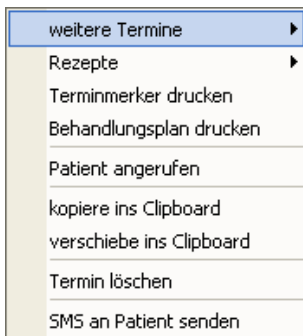 weitere Termine
Rezepte
Terminmerker drucken
Behandlungsplan drucken
Patient angerufen
kopiere ins Clipboard
verschiebe ins Clipboard
Termin löschen
SMS an Patient senden